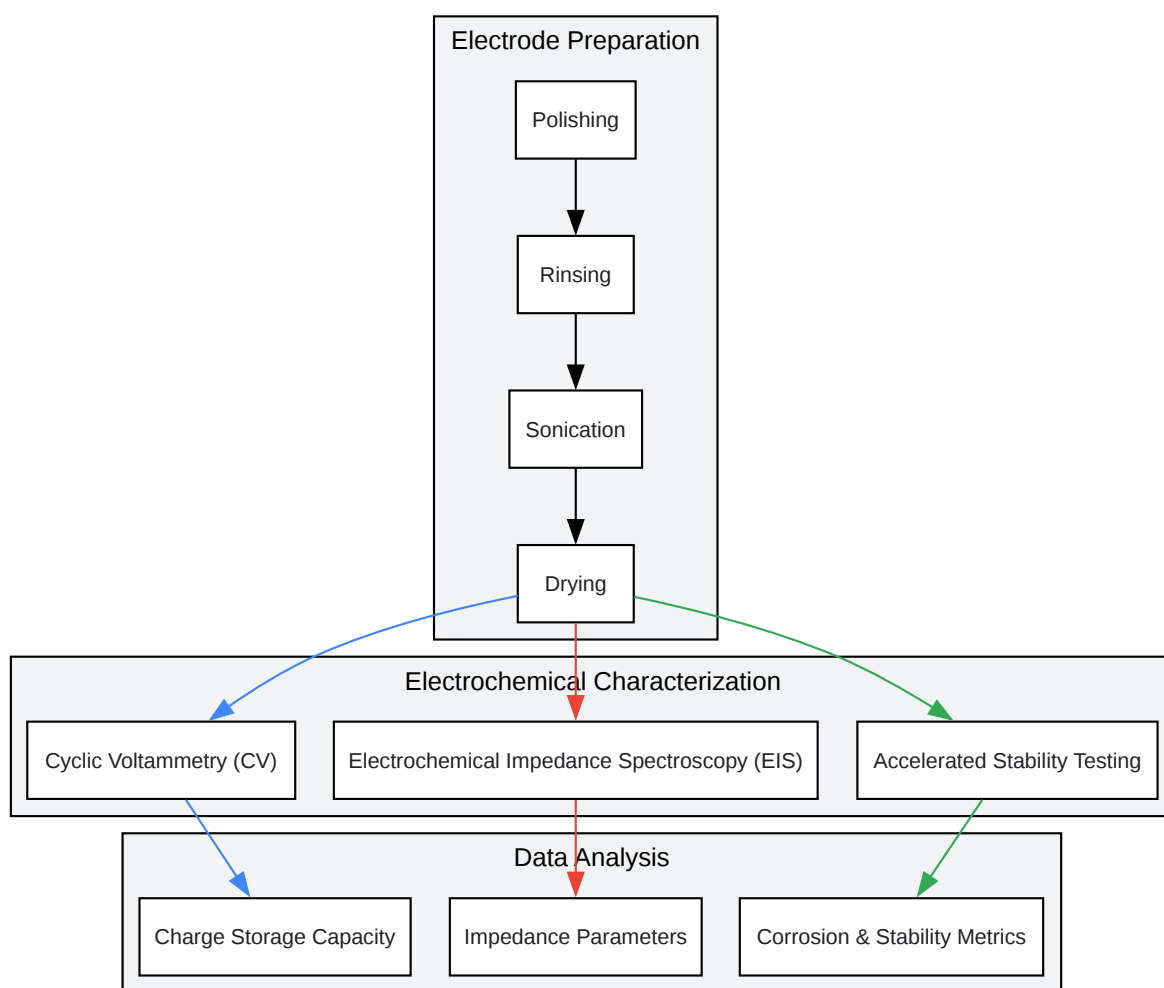 Electrode Preparation
Polishing
Rinsing
Sonication
Drying
Electrochemical Characterization
Cyclic Voltammetry (CV)
Electrochemical Impedance Spectroscopy (EIS)
Accelerated Stability Testing
Data Analysis
Charge Storage Capacity
Impedance Parameters
Corrosion & Stability Metrics